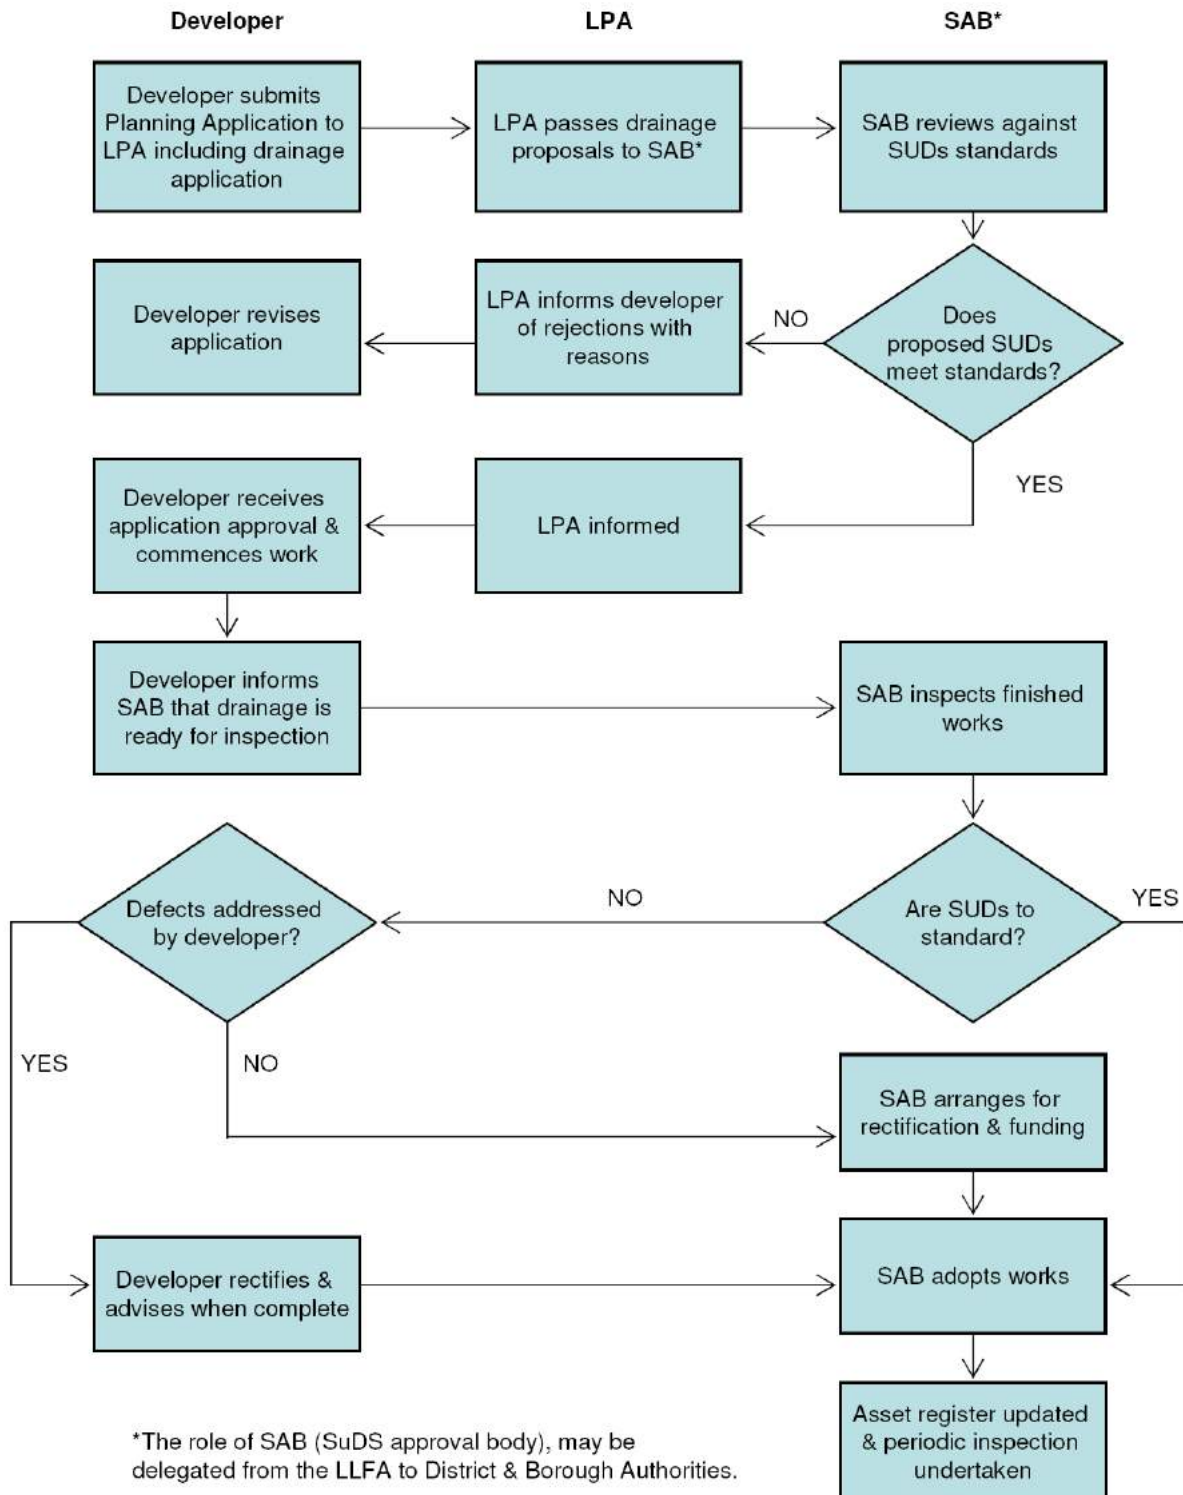 Developer
LPA
SAB*
Developer submits
Planning Application to
LPA including drainage
application
LPA passes drainage
proposals to SAB*
SAB reviews against
SUDs standards
Developer revises
application
LPA informs developer
of rejections with
reasons
NO
Does
proposed SUDs
meet standards?
YES
Developer receives
application approval &
commences work
LPA informed
Developer informs
SAB that drainage is
ready for inspection
SAB inspects finished
works
Defects addressed
by developer?
NO
Are SUDs to
standard?
YES
YES
NO
SAB arranges for
rectification & funding
Developer rectifies &
advises when complete
SAB adopts works
Asset register updated
& periodic inspection
undertaken
*The role of SAB (SuDS approval body), may be
delegated from the LLFA to District & Borough Authorities.